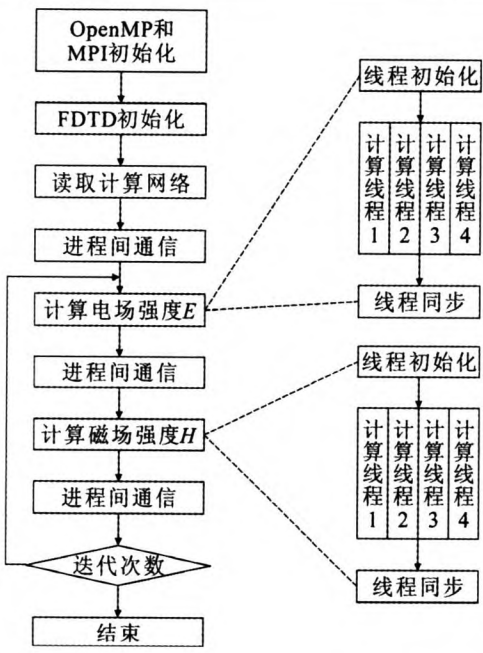 OpenMP和
MPI初始化
FDTD初始化
读取计算网络
进程间通信
计算电场强度E
进程间通信
计算磁场强度H
进程间通信
迭代次数
结束
线程初始化
计算线程1
计算线程2
计算线程3
计算线程4
线程同步
线程初始化
计算线程1
计算线程2
计算线程3
计算线程4
线程同步